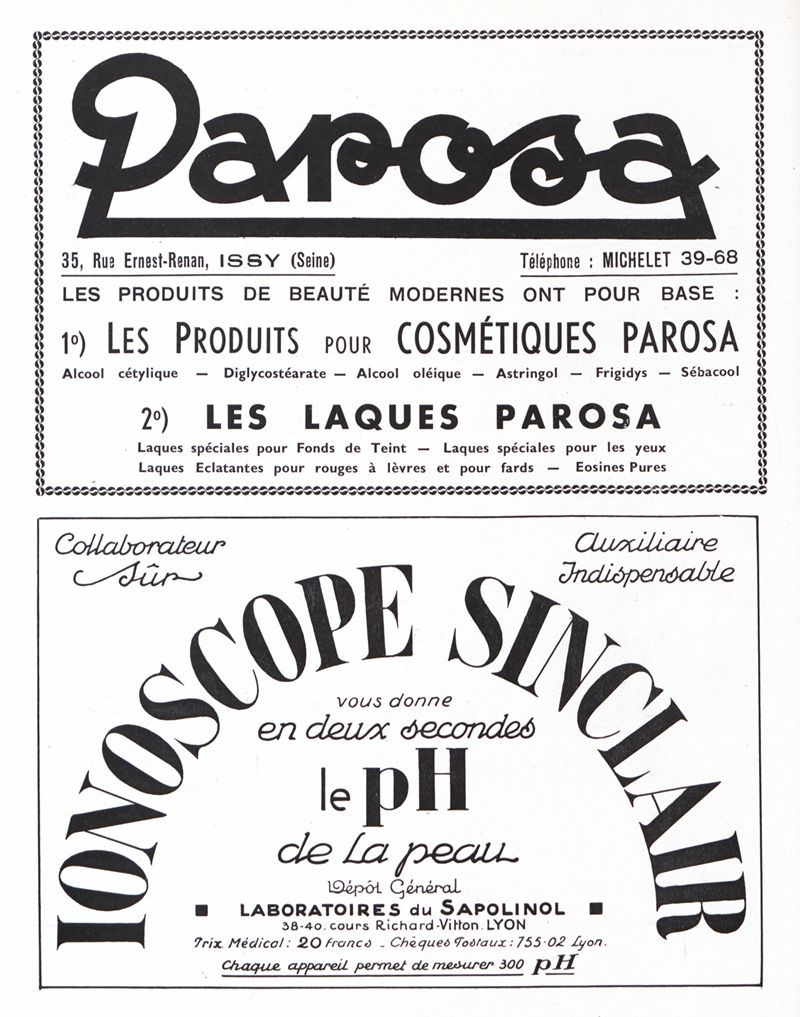 Parosa
35, Rue Ernest-Renan, ISSY (Seine) Téléphone : MICHELET 39-68
LES PRODUITS DE BEAUTÉ MODERNES ONT POUR BASE :
1º) LES PRODUITS POUR COSMÉTIQUES PAROSA
Alcool cétylique — Diglycostéarate — Alcool oléique — Astringol — Frigidys — Sébacool
2º) LES LAQUES PAROSA
Laques spéciales pour Fonds de Teint — Laques spéciales pour les yeux
Laques Eclatantes pour rouges à lèvres et pour fards — Eosines Pures
Collaborateur
Sûr
Auxiliaire
Indispensable
IONOSCOPE SINCLAIR
vous donne
en deux secondes
le pH
de la peau
Dépôt Général
LABORATOIRES du SAPOLINOL
38-40. cours Richard-Vitton. LYON
Prix Médical : 20 Francs - Chèques Postaux : 755-02 Lyon.
Chaque appareil permet de mesurer 300 pH